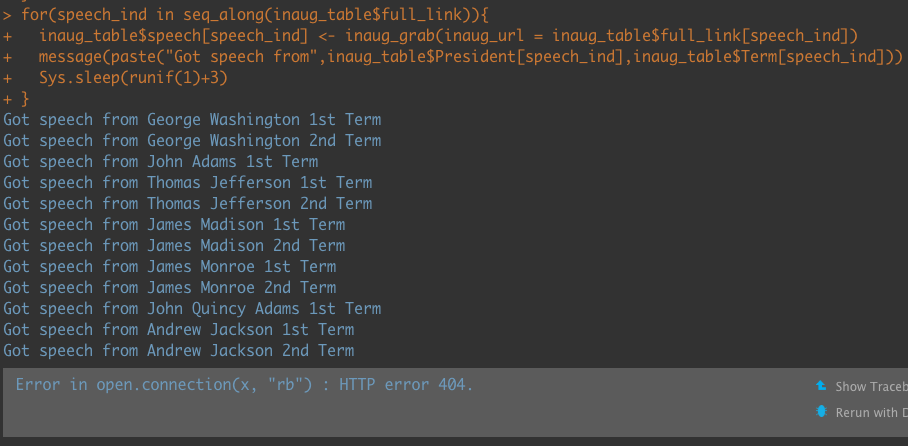 > for(speech_ind in seq_along(inaug_table$full_link)){
+   inaug_table$speech[speech_ind] <- inaug_grab(inaug_url = inaug_table$full_link[speech_ind])
+   message(paste("Got speech from",inaug_table$President[speech_ind],inaug_table$Term[speech_ind]))
+   Sys.sleep(runif(1)+3)
+ }
Got speech from George Washington 1st Term
Got speech from George Washington 2nd Term
Got speech from John Adams 1st Term
Got speech from Thomas Jefferson 1st Term
Got speech from Thomas Jefferson 2nd Term
Got speech from James Madison 1st Term
Got speech from James Madison 2nd Term
Got speech from James Monroe 1st Term
Got speech from James Monroe 2nd Term
Got speech from John Quincy Adams 1st Term
Got speech from Andrew Jackson 1st Term
Got speech from Andrew Jackson 2nd Term
Error in open.connection(x, "rb") : HTTP error 404.
Show Traceb
Rerun with D